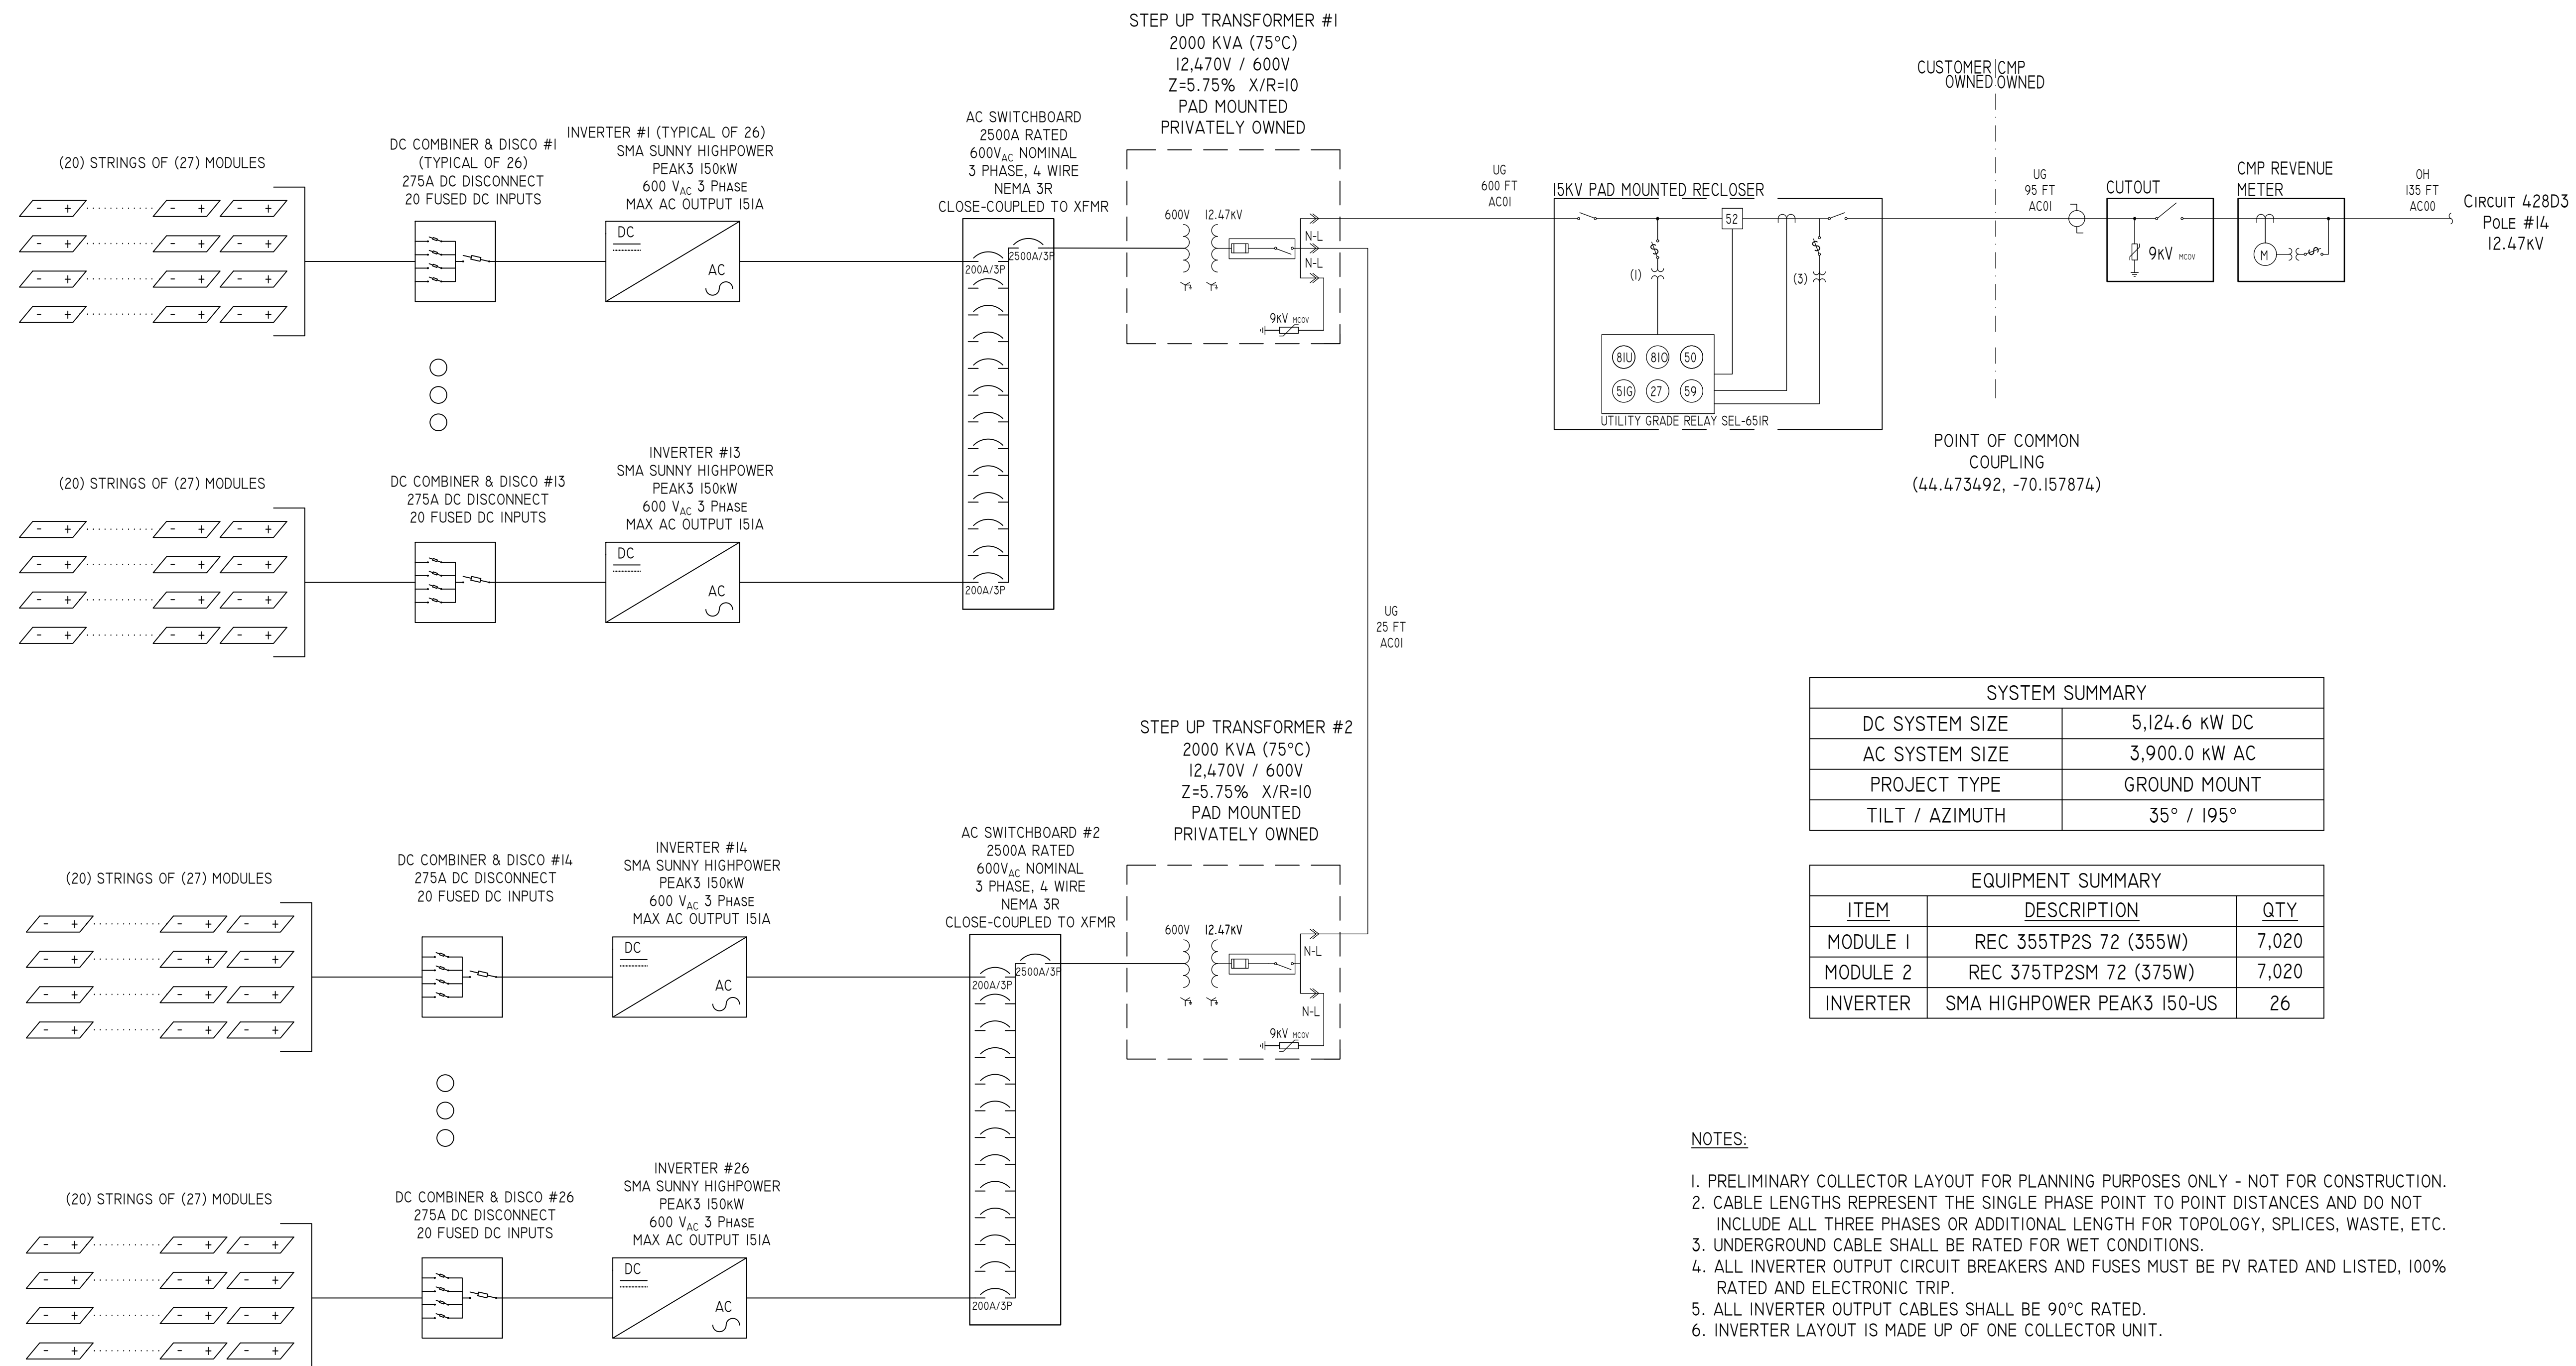 STEP UP TRANSFORMER #1
2000 KVA (75°C)
12,470V / 600V
Z=5.75% X/R=10
PAD MOUNTED
PRIVATELY OWNED
(20) STRINGS OF (27) MODULES
DC COMBINER & DISCO #1
(TYPICAL OF 26)
275A DC DISCONNECT
20 FUSED DC INPUTS
INVERTER #1 (TYPICAL OF 26)
SMA SUNNY HIGHPOWER
PEAK3 150KW
600 VAC 3 PHASE
MAX AC OUTPUT 151A
DC
AC
AC SWITCHBOARD
2500A RATED
600VAC NOMINAL
3 PHASE, 4 WIRE
NEMA 3R
CLOSE-COUPLED TO XFMR
200A/3P
2500A/3P
600V 12.47KV
N-L
N-L
9KV MCOV
UG
600 FT
AC01
15KV PAD MOUNTED RECLOSER
52
(1)
(3)
81U 81O 50
51G 27 59
UTILITY GRADE RELAY SEL-651R
CUSTOMER CMP
OWNED OWNED
POINT OF COMMON
COUPLING
(44.473492, -70.157874)
UG
95 FT
AC01
CUTOUT
9KV MCOV
CMP REVENUE
METER
M
OH
135 FT
AC00
CIRCUIT 428D3
POLE #14
12.47KV
(20) STRINGS OF (27) MODULES
DC COMBINER & DISCO #13
275A DC DISCONNECT
20 FUSED DC INPUTS
INVERTER #13
SMA SUNNY HIGHPOWER
PEAK3 150KW
600 VAC 3 PHASE
MAX AC OUTPUT 151A
DC
AC
200A/3P
UG
25 FT
AC01
STEP UP TRANSFORMER #2
2000 KVA (75°C)
12,470V / 600V
Z=5.75% X/R=10
PAD MOUNTED
PRIVATELY OWNED
(20) STRINGS OF (27) MODULES
DC COMBINER & DISCO #14
275A DC DISCONNECT
20 FUSED DC INPUTS
INVERTER #14
SMA SUNNY HIGHPOWER
PEAK3 150KW
600 VAC 3 PHASE
MAX AC OUTPUT 151A
DC
AC
AC SWITCHBOARD #2
2500A RATED
600VAC NOMINAL
3 PHASE, 4 WIRE
NEMA 3R
CLOSE-COUPLED TO XFMR
200A/3P
2500A/3P
600V 12.47KV
N-L
N-L
9KV MCOV
(20) STRINGS OF (27) MODULES
DC COMBINER & DISCO #26
275A DC DISCONNECT
20 FUSED DC INPUTS
INVERTER #26
SMA SUNNY HIGHPOWER
PEAK3 150KW
600 VAC 3 PHASE
MAX AC OUTPUT 151A
DC
AC
200A/3P
SYSTEM SUMMARY
DC SYSTEM SIZE 5,124.6 KW DC
AC SYSTEM SIZE 3,900.0 KW AC
PROJECT TYPE GROUND MOUNT
TILT / AZIMUTH 35° / 195°
EQUIPMENT SUMMARY
ITEM DESCRIPTION QTY
MODULE 1 REC 355TP2S 72 (355W) 7,020
MODULE 2 REC 375TP2SM 72 (375W) 7,020
INVERTER SMA HIGHPOWER PEAK3 150-US 26
NOTES:
1. PRELIMINARY COLLECTOR LAYOUT FOR PLANNING PURPOSES ONLY - NOT FOR CONSTRUCTION.
2. CABLE LENGTHS REPRESENT THE SINGLE PHASE POINT TO POINT DISTANCES AND DO NOT
INCLUDE ALL THREE PHASES OR ADDITIONAL LENGTH FOR TOPOLOGY, SPLICES, WASTE, ETC.
3. UNDERGROUND CABLE SHALL BE RATED FOR WET CONDITIONS.
4. ALL INVERTER OUTPUT CIRCUIT BREAKERS AND FUSES MUST BE PV RATED AND LISTED, 100%
RATED AND ELECTRONIC TRIP.
5. ALL INVERTER OUTPUT CABLES SHALL BE 90°C RATED.
6. INVERTER LAYOUT IS MADE UP OF ONE COLLECTOR UNIT.